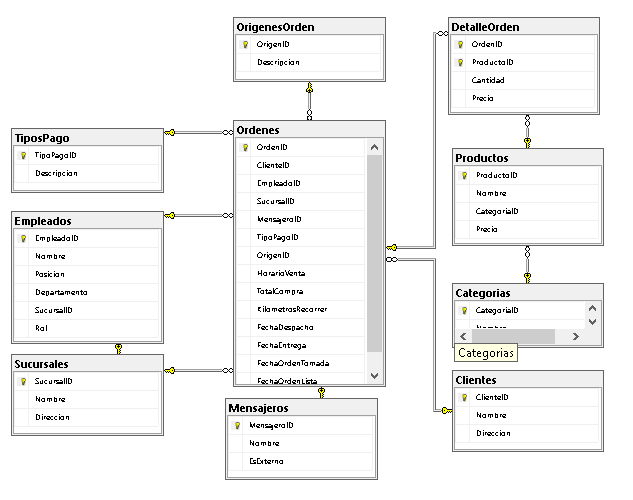 OrigenesOrden
OrigenID
Descripcion
DetalleOrden
OrdenID
ProductoID
Cantidad
Precio
TiposPago
TipoPagoID
Descripcion
Ordenes
OrdenID
ClienteID
EmpleadoID
SucursalID
MensajeroID
TipoPagoID
OrigenID
HorarioVenta
TotalCompra
KilometrosRecorrer
FechaDespacho
FechaEntrega
FechaOrdenTomada
FechaOrdenLista
Productos
ProductoID
Nombre
CategoriaID
Precio
Empleados
EmpleadoID
Nombre
Posicion
Departamento
SucursalID
Rol
Categorias
CategoriaID
Nombre
Categorias
Sucursales
SucursalID
Nombre
Direccion
Clientes
ClienteID
Nombre
Direccion
Mensajeros
MensajeroID
Nombre
EsExterno